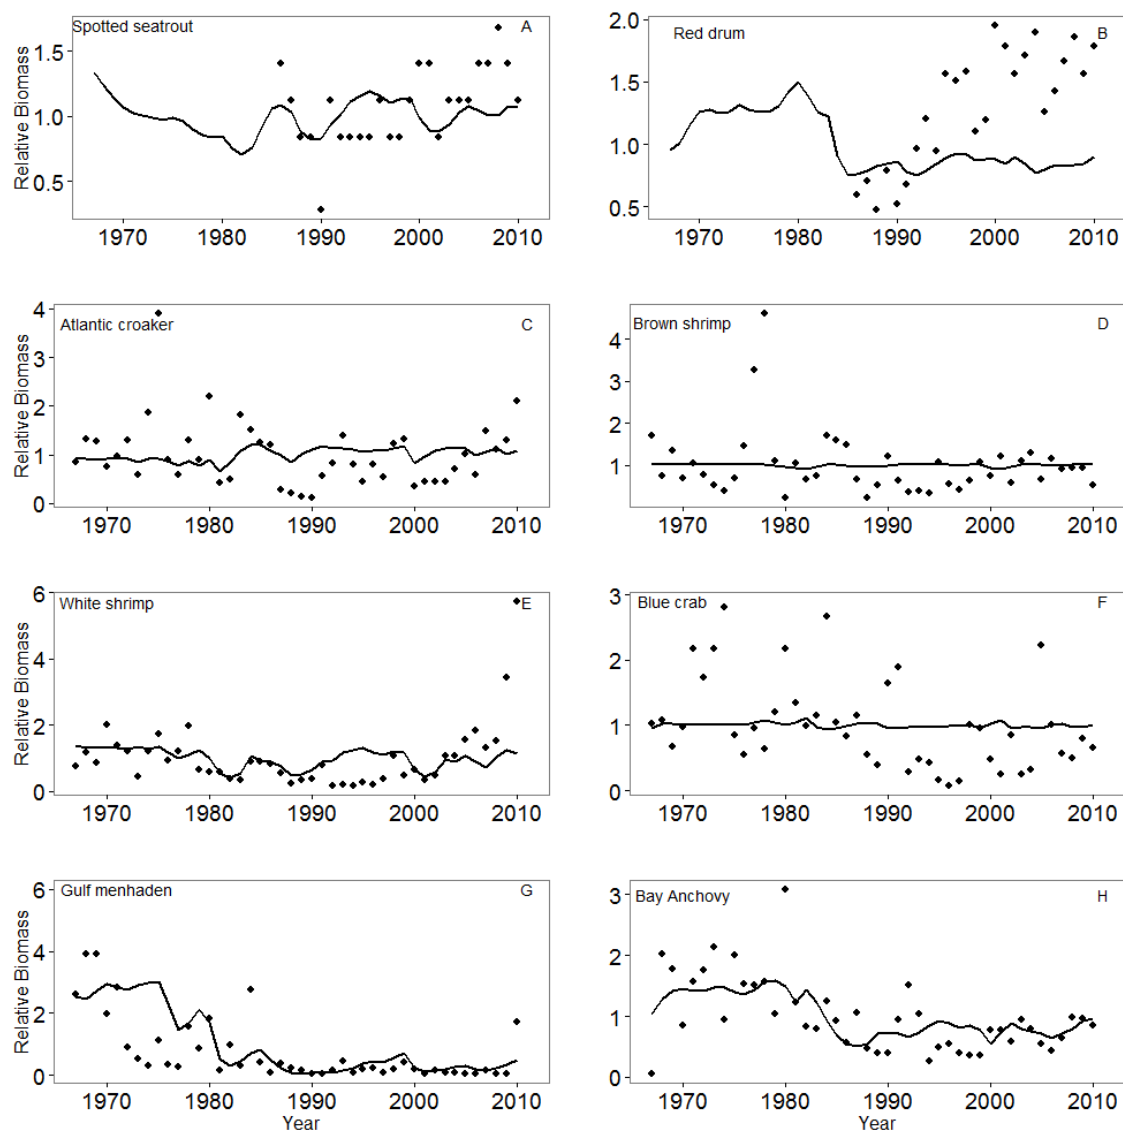 Spotted seatrout A
Relative Biomass
1.5
1.0
0.5
1970 1980 1990 2000 2010
Red drum B
2.0
1.5
1.0
0.5
1970 1980 1990 2000 2010
Atlantic croaker C
Relative Biomass
4
3
2
1
0
1970 1980 1990 2000 2010
Brown shrimp D
4
3
2
1
1970 1980 1990 2000 2010
White shrimp E
Relative Biomass
6
4
2
0
1970 1980 1990 2000 2010
Blue crab F
3
2
1
0
1970 1980 1990 2000 2010
Gulf menhaden G
Relative Biomass
6
4
2
0
1970 1980 1990 2000 2010
Year
Bay Anchovy H
3
2
1
0
1970 1980 1990 2000 2010
Year